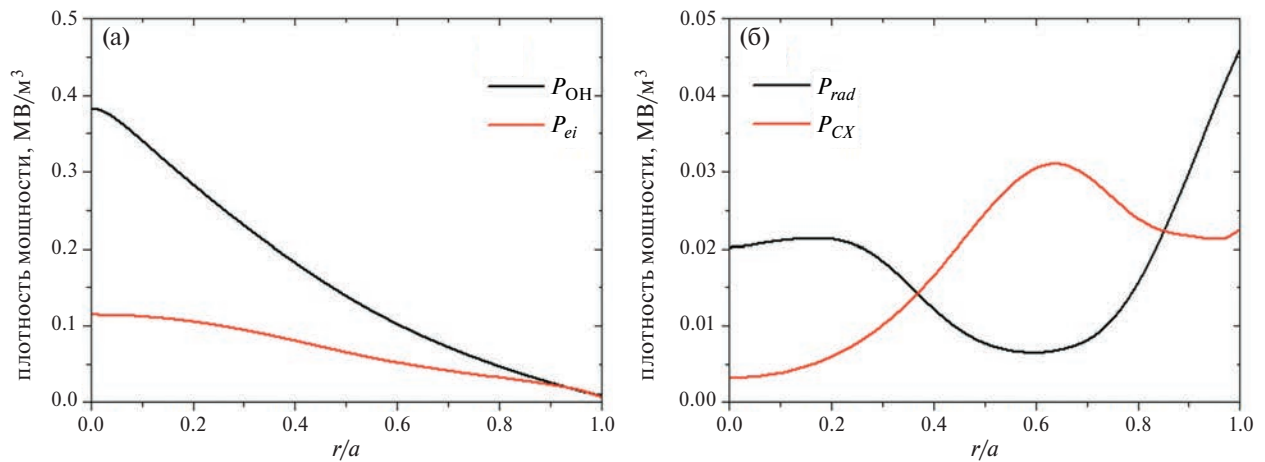 (а)
P_OH
P_ei
плотность мощности, МВ/м³
0.5
0.4
0.3
0.2
0.1
0.0
0.0 0.2 0.4 0.6 0.8 1.0
r/a
(б)
P_rad
P_CX
плотность мощности, МВ/м³
0.05
0.04
0.03
0.02
0.01
0.00
0.0 0.2 0.4 0.6 0.8 1.0
r/a